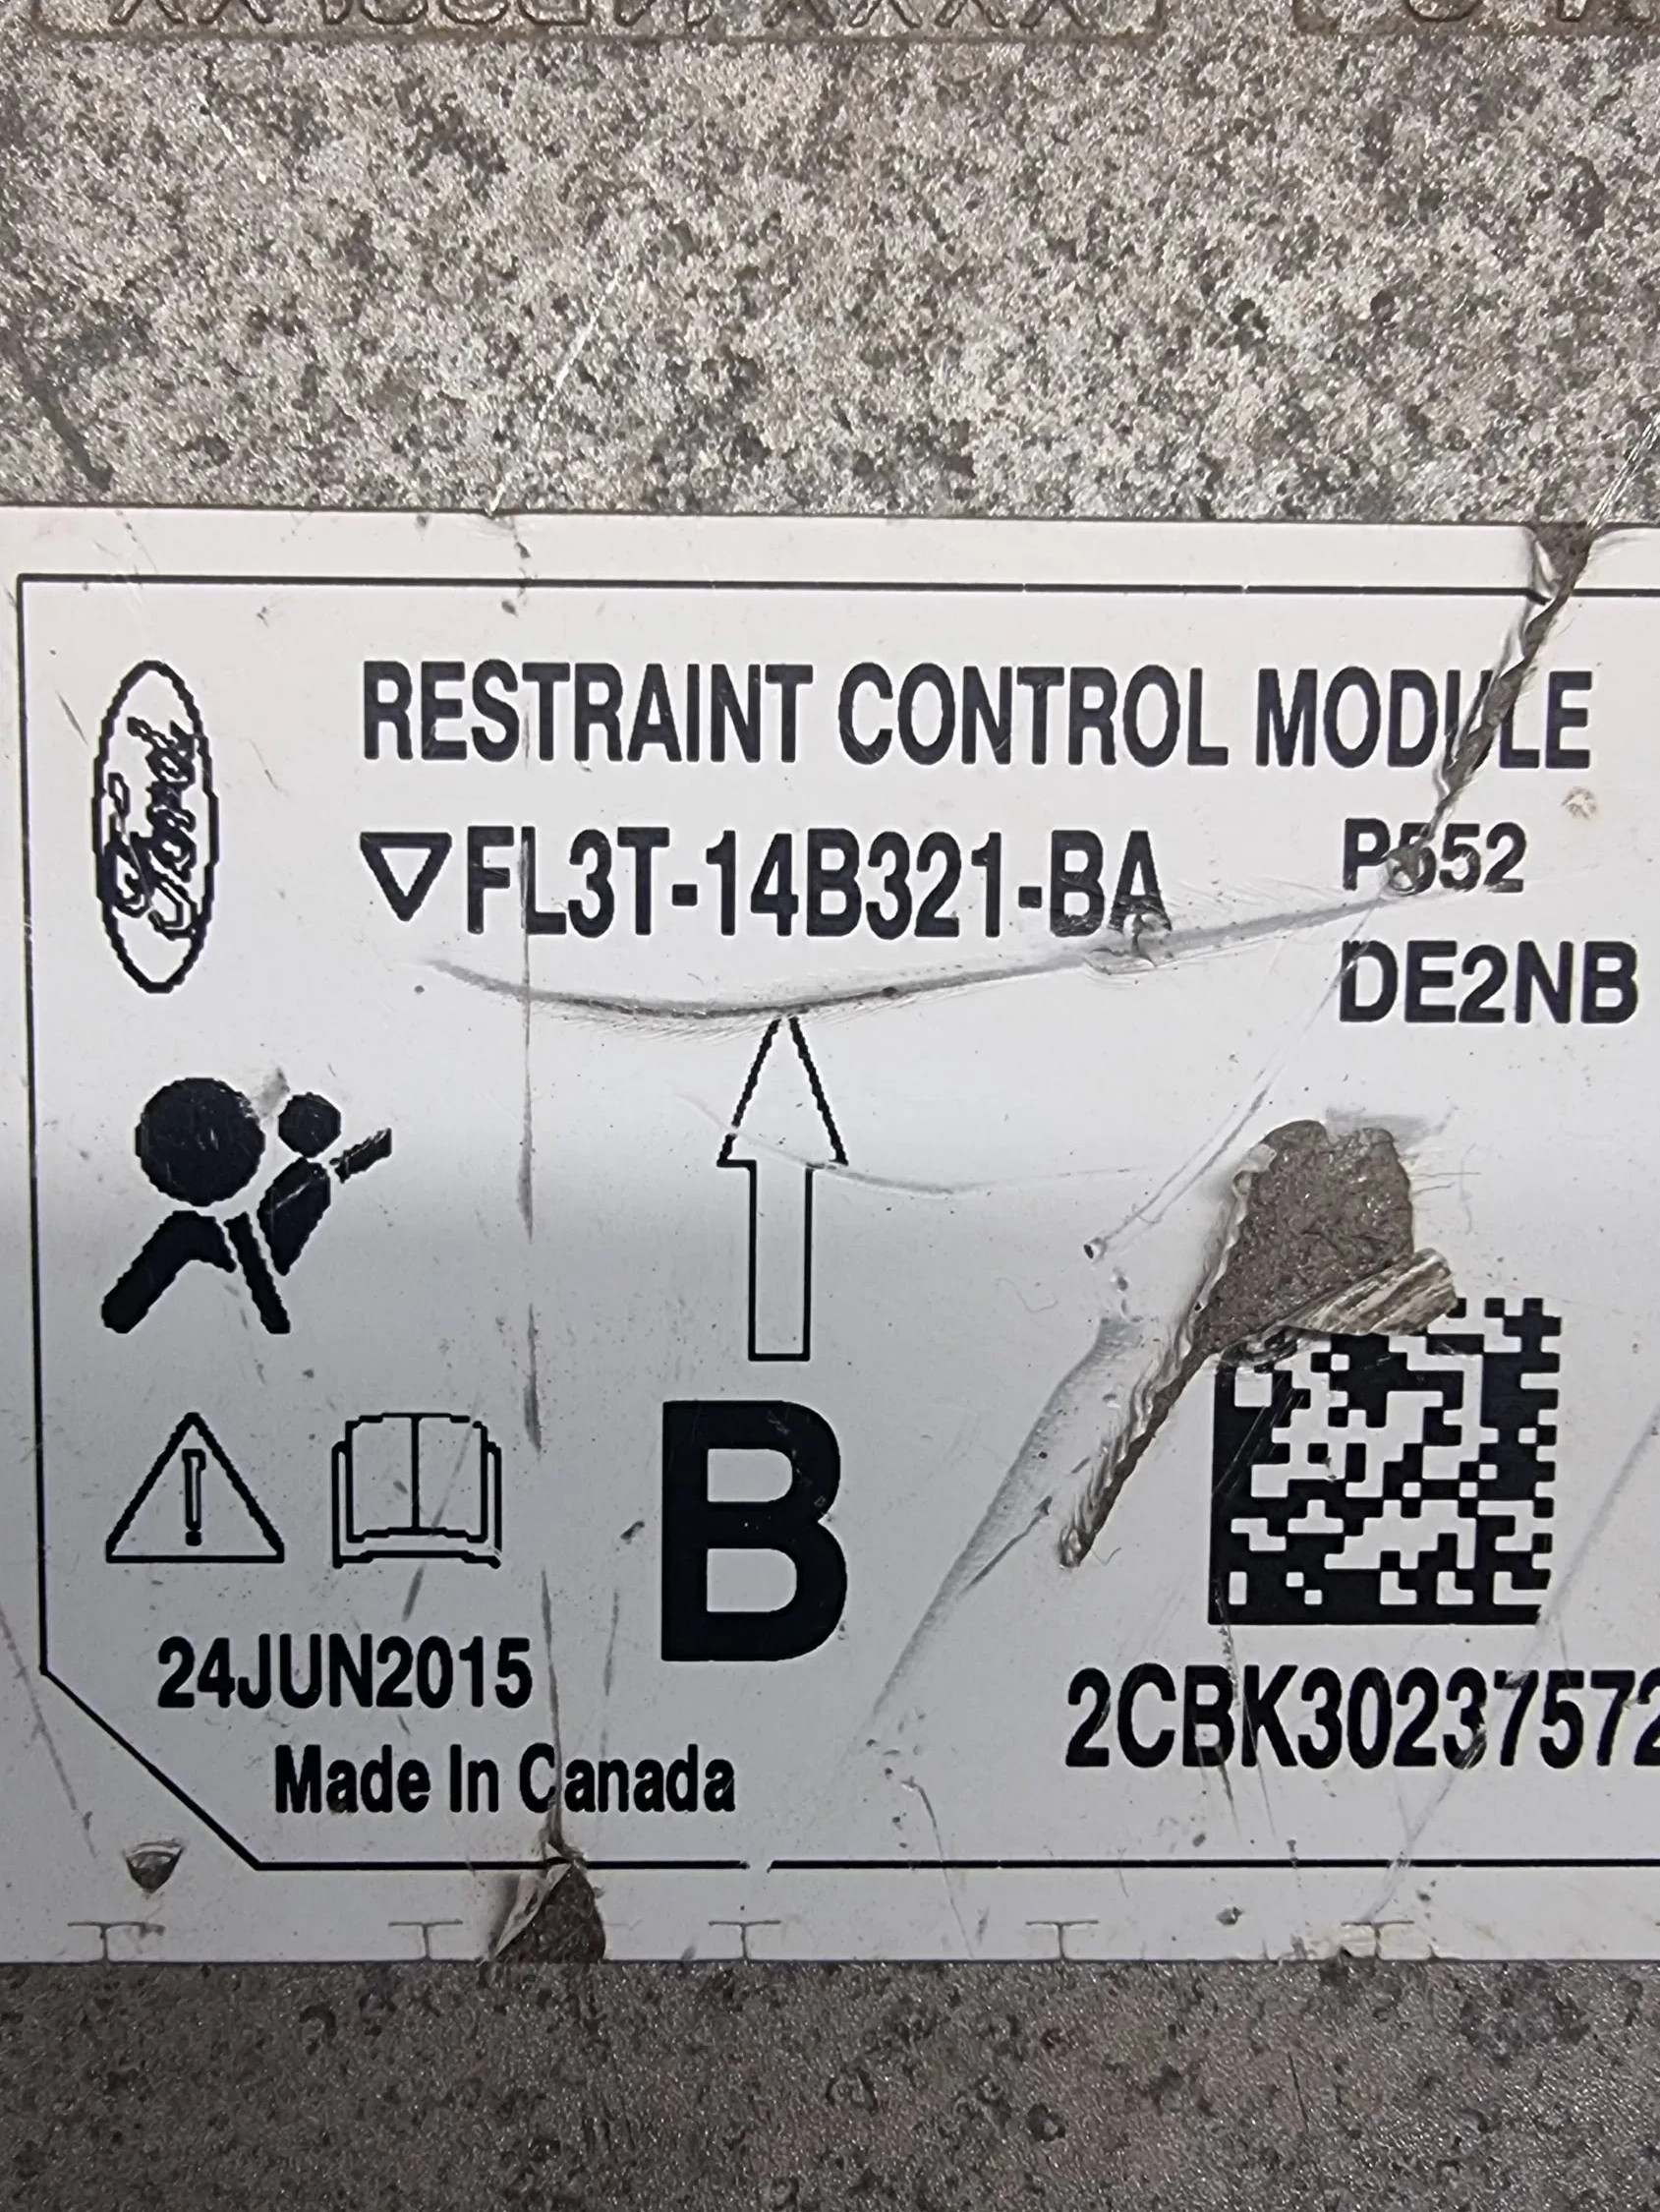 RESTRAINT CONTROL MODULE
Ford
FL3T-14B321-BA
P552
DE2NB
B
24JUN2015
Made In Canada
2CBK30237572